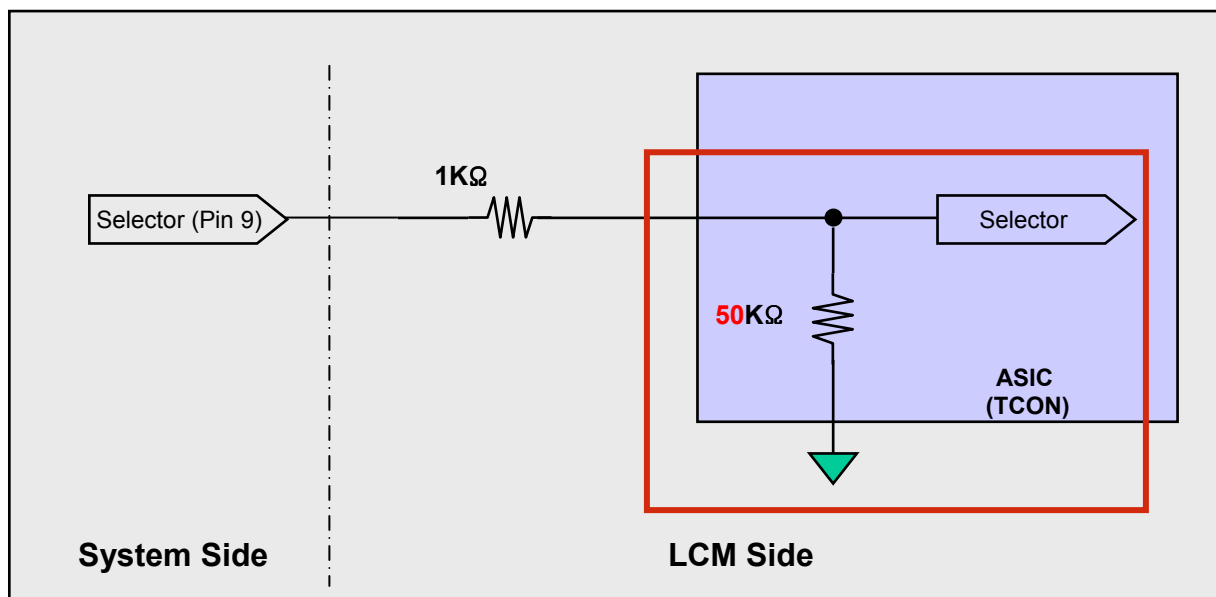 1KΩ
Selector (Pin 9)
Selector
50KΩ
ASIC
(TCON)
System Side
LCM Side